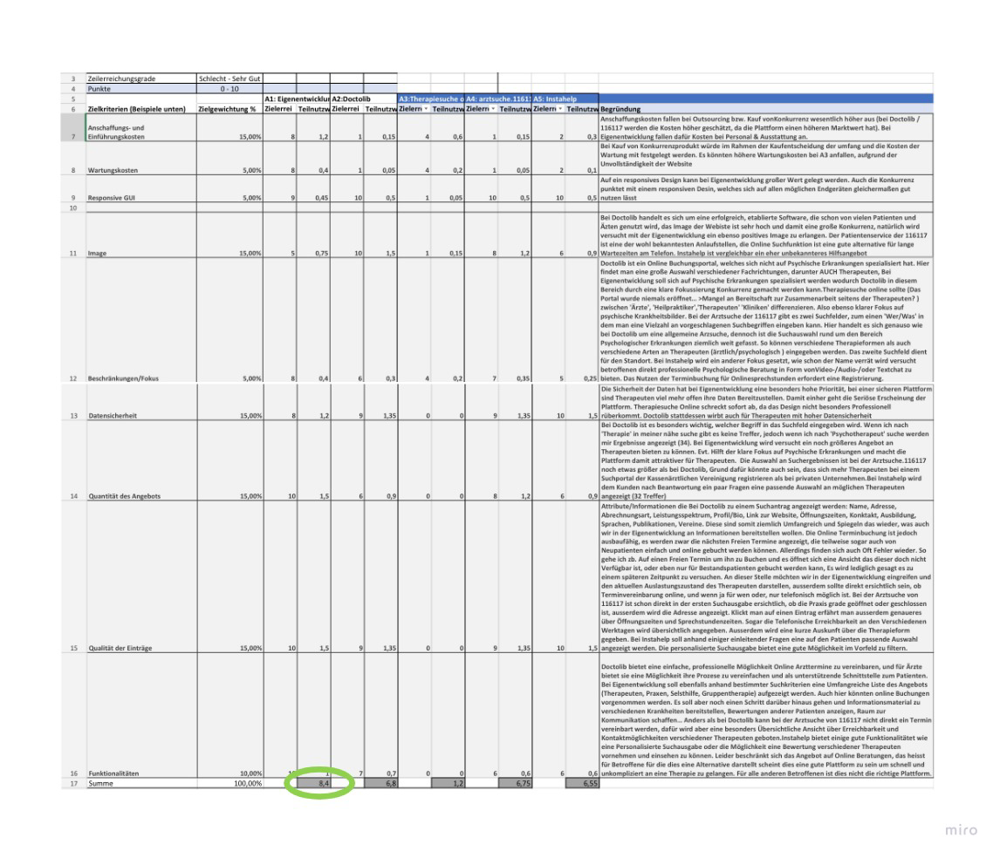 3 Zeilerreichungsgrade Schlecht - Sehr Gut
4 Punkte 0 - 10
5 A1: Eigenentwicklur A2:Doctolib A3:Therapiesuche o A4: arztsuche.1161: A5: Instahelp
6 Zielkriterien (Beispiele unten) Zielgewichtung % Zielerrei Teilnutzw Zielerrei Teilnutzw Zielern Teilnutzw Zielern Teilnutzw Zielern Teilnutzw Begründung
Anschaffungskosten fallen bei Outsourcing bzw. Kauf vonKonkurrenz wesentlich höher aus (bei Doctolib /
Anschaffungs- und 116117 werden die Kosten höher geschätzt, da die Plattform einen höheren Marktwert hat). Bei
7 Einführungskosten 15,00% 8 1,2 1 0,15 4 0,6 1 0,15 2 0,3 Eigenentwicklung fallen dafür Kosten bei Personal & Ausstattung an.
Bei Kauf von Konkurrenzprodukt würde im Rahmen der Kaufentscheidung der umfang und die Kosten der
Wartung mit festgelegt werden. Es könnten höhere Wartungskosten bei A3 anfallen, aufgrund der
Unvollständigkeit der Website
8 Wartungskosten 5,00% 8 0,4 1 0,05 4 0,2 1 0,05 2 0,1
Auf ein responsives Design kann bei Eigenentwicklung großer Wert gelegt werden. Auch die Konkurrenz
punktet mit einem responsiven Desin, welches sich auf allen möglichen Endgeräten gleichermaßen gut
9 Responsive GUI 5,00% 9 0,45 10 0,5 1 0,05 10 0,5 10 0,5 nutzen lässt
10
Bei Doctolib handelt es sich um eine erfolgreich, etablierte Software, die schon von vielen Patienten und
Äzten genutzt wird, das Image der Webiste ist sehr hoch und damit eine große Konkurrenz, natürlich wird
versucht mit der Eigenentwicklung ein ebenso positives Image zu erlangen. Der Patientenservice der 116117
ist eine der wohl bekanntesten Anlaufstellen, die Online Suchfunktion ist eine gute alternative für lange
11 Image 15,00% 5 0,75 10 1,5 1 0,15 8 1,2 6 0,9 Wartezeiten am Telefon. Instahelp ist vergleichbar ein eher unbekannteres Hilfsangebot
Doctolib ist ein Online Buchungsportal, welches sich nicht auf Psychische Erkrankungen spezialisiert hat. Hier
findet man eine große Auswahl verschiedener Fachrichtungen, darunter AUCH Therapeuten, Bei
Eigenentwicklung soll sich auf Psychische Erkrankungen spezialisiert werden wodurch Doctolib in diesem
Bereich durch eine klare Fokussierung Konkurrenz gemacht werden kann.Therapiesuche online sollte (Das
Portal wurde niemals eröffnet... >Mangel an Bereitschaft zur Zusammenarbeit seitens der Therapeuten? )
zwischen 'Ärzte', 'Heilpraktiker','Therapeuten' 'Kliniken' differenzieren. Also ebenso klarer Fokus auf
psychische Krankheitsbilder. Bei der Arztsuche der 116117 gibt es zwei Suchfelder, zum einen 'Wer/Was' in
dem man eine Vielzahl an vorgeschlagenen Suchbegriffen eingeben kann. Hier handelt es sich genauso wie
bei Doctolib um eine allgemeine Arzsuche, dennoch ist die Suchauswahl rund um den Bereich
Psychologischer Erkrankungen ziemlich weit gefasst. So können verschiedene Therapieformen als auch
verschiedene Arten an Therapeuten (ärztlich/psychologisch ) eingegeben werden. Das zweite Suchfeld dient
für den Standort. Bei Instahelp wird ein anderer Fokus gesetzt, wie schon der Name verrät wird versucht
betroffenen direkt professionelle Psychologische Beratung in Form vonVideo-/Audio-/oder Textchat zu
12 Beschränkungen/Fokus 5,00% 8 0,4 6 0,3 4 0,2 7 0,35 5 0,25 bieten. Das Nutzen der Terminbuchung für Onlinesprechstunden erfordert eine Registrierung.
Die Sicherheit der Daten hat bei Eigenentwicklung eine besonders hohe Priorität, bei einer sicheren Plattform
sind Therapeuten viel mehr offen ihre Daten Bereitzustellen. Damit einher geht die Seriöse Erscheinung der
Plattform. Therapiesuche Online schreckt sofort ab, da das Design nicht besonders Professionell
13 Datensicherheit 15,00% 8 1,2 9 1,35 0 0 9 1,35 10 1,5 rüberkommt. Doctolib stattdessen wirbt auch für Therapeuten mit hoher Datensicherheit
Bei Doctolib ist es besonders wichtig, welcher Begriff in das Suchfeld eingegeben wird. Wenn ich nach
'Therapie' in meiner nähe suche gibt es keine Treffer, jedoch wenn ich nach 'Psychotherapeut' suche werden
mir Ergebnisse angezeigt (34). Bei Eigenentwicklung wird versucht ein noch größeres Angebot an
Therapeuten bieten zu können. Evt. Hilft der klare Fokus auf Psychische Erkrankungen und macht die
Plattform damit attraktiver für Therapeuten. Die Auswahl an Suchergebnissen ist bei der Arztsuche.116117
noch etwas größer als bei Doctolib, Grund dafür könnte auch sein, dass sich mehr Therapeuten bei einem
Suchportal der Kassenärztlichen Vereinigung registrieren als bei privaten Unternehmen.Bei Instahelp wird
dem Kunden nach Beantwortung ein paar Fragen eine passende Auswahl an möglichen Therapeuten
14 Quantität des Angebots 15,00% 10 1,5 6 0,9 0 0 8 1,2 6 0,9 angezeigt (32 Treffer)
Attribute/Informationen die Bei Doctolib zu einem Suchantrag angezeigt werden: Name, Adresse,
Abrechnungsart, Leistungsspektrum, Profil/Bio, Link zur Website, Öffnungszeiten, Konktakt, Ausbildung,
Sprachen, Publikationen, Vereine. Diese sind somit ziemlich Umfangreich und Spiegeln das wieder, was auch
wir in der Eigenentwicklung an Informationen bereitstellen wollen. Die Online Terminbuchung ist jedoch
ausbaufähig, es werden zwar die nächsten Freien Termine angezeigt, die teilweise sogar auch von
Neupatienten einfach und online gebucht werden können. Allerdings finden sich auch Oft Fehler wieder. So
gehe ich zb. Auf einen Freien Termin um ihn zu Buchen und es öffnet sich eine Ansicht das dieser doch nicht
Verfügbar ist, oder eben nur für Bestandspatienten gebucht werden kann, Es wird lediglich gesagt es zu
einem späteren Zeitpunkt zu versuchen. An dieser Stelle möchten wir in der Eigenentwicklung eingreifen und
den aktuellen Auslastungszustand des Therapeuten darstellen, ausserdem sollte direkt ersichtlich sein, ob
Terminvereinbarung online, und wenn ja für wen oder, nur telefonisch möglich ist. Bei der Arztsuche von
116117 ist schon direkt in der ersten Suchausgabe ersichtlich, ob die Praxis grade geöffnet oder geschlossen
ist, ausserdem wird die Adresse angezeigt. Klickt man auf einen Eintrag erfährt man ausserdem genaueres
über Öffnungszeiten und Sprechstundenzeiten. Sogar die Telefonische Erreichbarkeit an den Verschiedenen
Werktagen wird übersichtlich angegeben. Ausserdem wird eine kurze Auskunft über die Therapieform
gegeben. Bei Instahelp soll anhand einiger einleitender Fragen eine auf den Patienten passende Auswahl
15 Qualität der Einträge 15,00% 10 1,5 9 1,35 0 0 9 1,35 10 1,5 angezeigt werden. Die personalisierte Suchausgabe bietet eine gute Möglichkeit im Vorfeld zu filtern.
Doctolib bietet eine einfache, professionelle Möglichkeit Online Arzttermine zu vereinbaren, und für Ärzte
bietet sie eine Möglichkeit ihre Prozesse zu vereinfachen und als unterstützende Schnittstelle zum Patienten.
Bei Eigenentwicklung soll ebenfalls anhand bestimmter Suchkriterien eine Umfangreiche Liste des Angebots
(Therapeuten, Praxen, Selsthilfe, Gruppentherapie) aufgezeigt werden. Auch hier könnten online Buchungen
vorgenommen werden. Es soll aber noch einen Schritt darüber hinaus gehen und Informationsmaterial zu
verschiedenen Krankheiten bereitstellen, Bewertungen anderer Patienten anzeigen, Raum zur
Kommunikation schaffen... Anders als bei Doctolib kann bei der Arztsuche von 116117 nicht direkt ein Termin
vereinbart werden, dafür wird aber eine besonders Übersichtliche Ansicht über Erreichbarkeit und
Kontaktmöglichkeiten verschiedener Therapeuten geboten.Instahelp bietet einige gute Funktionalitätet wie
eine Personalisierte Suchausgabe oder die Möglichkeit eine Bewertung verschiedener Therapeuten
vornehmen und einsehen zu können. Leider beschränkt sich das Angebot auf Online Beratungen, das heisst
für Betroffene für die dies eine Alternative darstellt scheint dies eine gute Plattform zu sein um schnell und
16 Funktionalitäten 10,00% 1 7 0,7 0 0 6 0,6 6 0,6 unkompliziert an eine Therapie zu gelangen. Für alle anderen Betroffenen ist dies nicht die richtige Plattform.
17 Summe 100,00% 8,4 6,8 1,2 6,75 6,55
miro